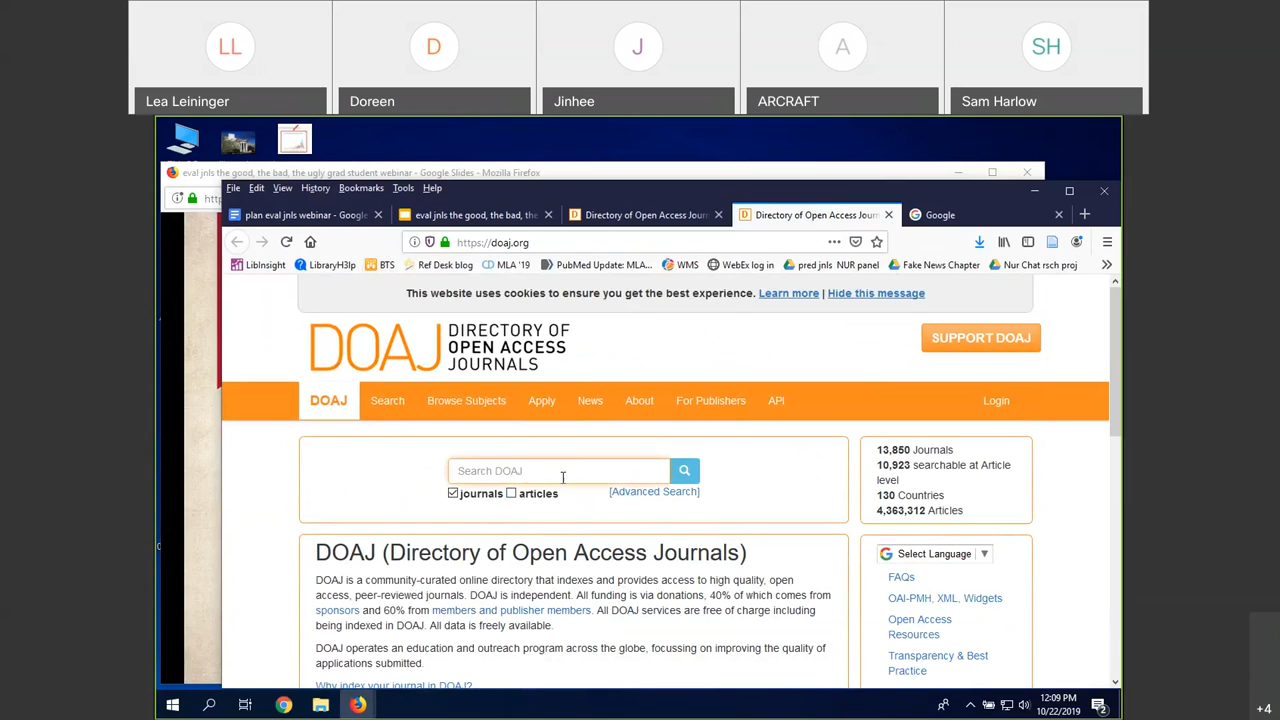 LL
D
J
A
SH
Lea Leininger
Doreen
Jinhee
ARCRAFT
Sam Harlow
eval jnls the good, the bad, the ugly grad student webinar - Google Slides - Mozilla Firefox
File Edit View History Bookmarks Tools Help
plan eval jnls webinar - Google
eval jnls the good, the bad, the
Directory of Open Access Journ
Directory of Open Access Journ
Google
https://doaj.org
LibInsight
LibraryH3lp
BTS
Ref Desk blog
MLA '19
PubMed Update: MLA...
WMS
WebEx log in
pred jnls NUR panel
Fake News Chapter
Nur Chat rsch proj
This website uses cookies to ensure you get the best experience. Learn more | Hide this message
DOAJ
DIRECTORY OF
OPEN ACCESS
JOURNALS
SUPPORT DOAJ
DOAJ Search Browse Subjects Apply News About For Publishers API Login
Search DOAJ
journals articles [Advanced Search]
13,850 Journals
10,923 searchable at Article
level
130 Countries
4,363,312 Articles
DOAJ (Directory of Open Access Journals)
DOAJ is a community-curated online directory that indexes and provides access to high quality, open
access, peer-reviewed journals. DOAJ is independent. All funding is via donations, 40% of which comes from
sponsors and 60% from members and publisher members. All DOAJ services are free of charge including
being indexed in DOAJ. All data is freely available.
DOAJ operates an education and outreach program across the globe, focussing on improving the quality of
applications submitted.
Why index your journal in DOAJ?
Select Language
FAQs
OAI-PMH, XML, Widgets
Open Access
Resources
Transparency & Best
Practice
12:09 PM
10/22/2019
2
+4